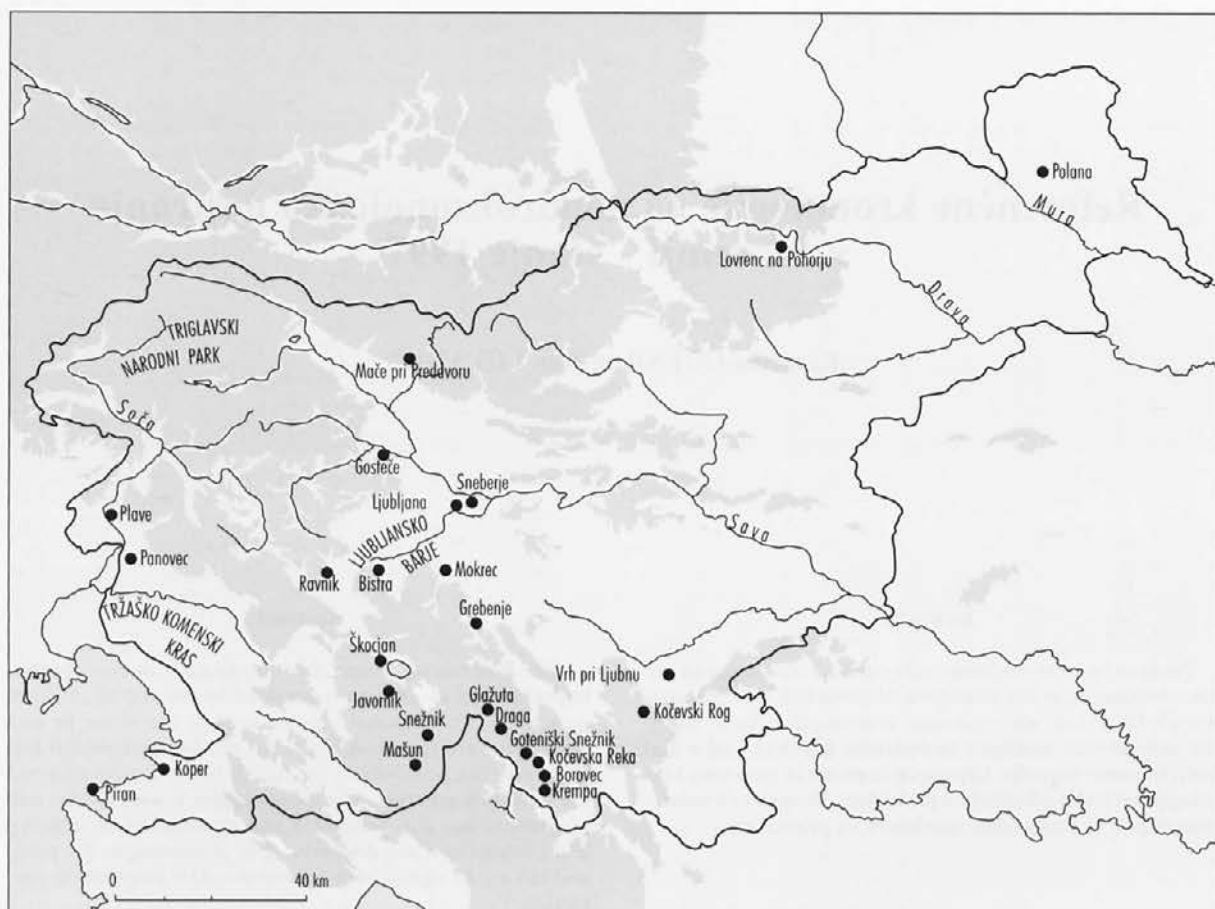 Polana
Mura
Lovrenc na Pohorju
Drava
TRIGLAVSKI
NARODNI PARK
Mače pri Preddvoru
Soča
Gosteče
Sneberje
Ljubljana
Plave
LJUBLJANSKO
BARJE
Sava
Panovec
Ravnik
Bistra
Mokrec
TRŽAŠKO KOMENSKI
KRAS
Grebenje
Škocjan
Vrh pri Ljubnu
Javornik
Glažuta
Kočevski Rog
Draga
Snežnik
Goteniški Snežnik
Mašun
Kočevska Reka
Koper
Borovec
Piran
Krempa
0 40 km